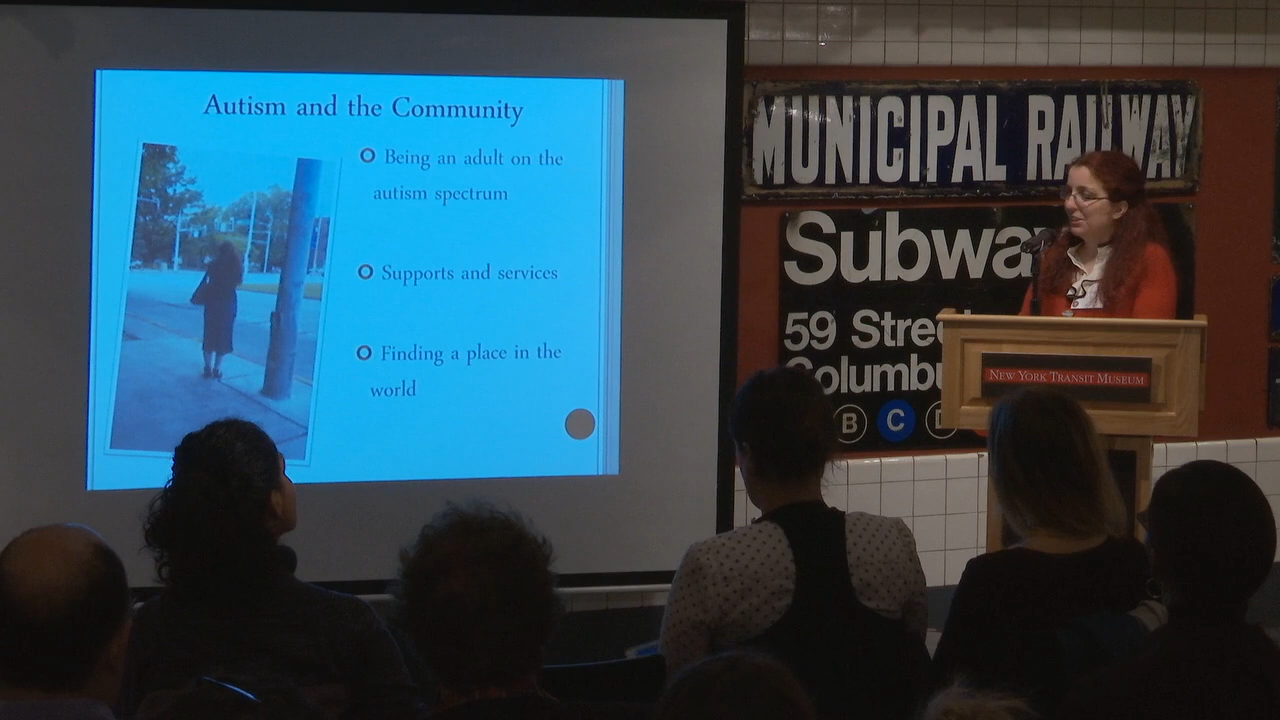 Autism and the Community
Being an adult on the
autism spectrum
Supports and services
Finding a place in the
world
MUNICIPAL RAILWAY
Subway
59 Stree
Columbu
B C D
NEW YORK TRANSIT MUSEUM